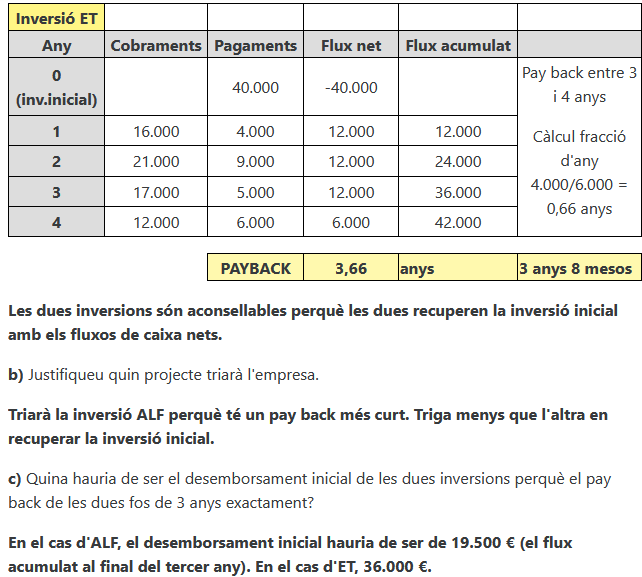 Inversió ET
Any Cobraments Pagaments Flux net Flux acumulat
0 (inv.inicial) 40.000 -40.000
1 16.000 4.000 12.000 12.000
2 21.000 9.000 12.000 24.000
3 17.000 5.000 12.000 36.000
4 12.000 6.000 6.000 42.000
Pay back entre 3
i 4 anys
Càlcul fracció
d'any
4.000/6.000 =
0,66 anys
PAYBACK 3,66 anys 3 anys 8 mesos
Les dues inversions són aconsellables perquè les dues recuperen la inversió inicial
amb els fluxos de caixa nets.
b) Justifiqueu quin projecte triarà l'empresa.
Triarà la inversió ALF perquè té un pay back més curt. Triga menys que l'altra en
recuperar la inversió inicial.
c) Quina hauria de ser el desemborsament inicial de les dues inversions perquè el pay
back de les dues fos de 3 anys exactament?
En el cas d'ALF, el desemborsament inicial hauria de ser de 19.500 € (el flux
acumulat al final del tercer any). En el cas d'ET, 36.000 €.